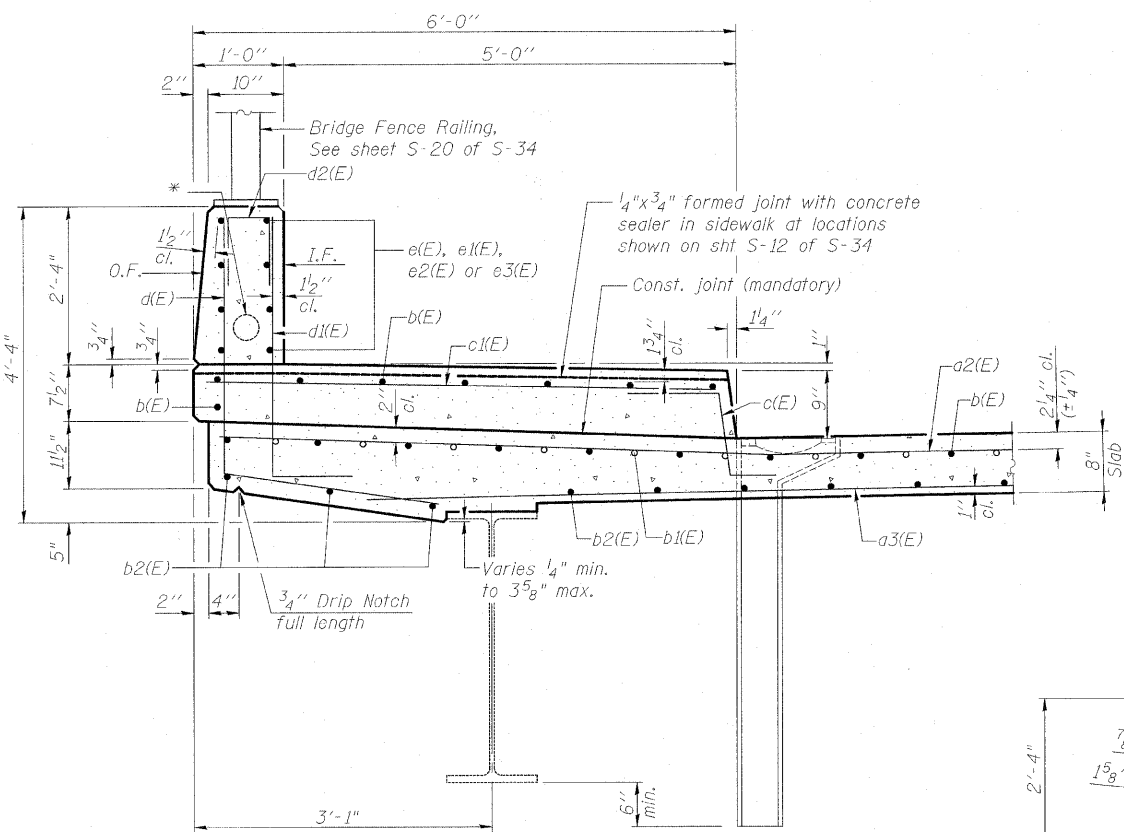 6'-0"
1'-0"
5'-0"
2"
10"
Bridge Fence Railing,
See sheet S-20 of S-34
d2(E)
*
1/4"x3/4" formed joint with concrete
sealer in sidewalk at locations
shown on sht S-12 of S-34
1 1/2"
cl.
I.F.
e(E), e1(E),
e2(E) or e3(E)
O.F.
2'-4"
1 1/2"
cl.
Const. joint (mandatory)
d(E)
b(E)
1 1/4"
d1(E)
c1(E)
1 3/4"
cl.
1"
3/4"
3/4"
4'-4"
7 1/2"
a2(E)
2 1/4" cl.
(±1/4")
b(E)
2"
cl.
c(E)
9"
b(E)
11 1/2"
8"
Slab
1"
cl.
5"
b2(E)
b1(E)
a3(E)
b2(E)
Varies 1/4" min.
to 3 5/8" max.
2"
4"
3/4" Drip Notch
full length
2'-4"
1 5/8"
6"
min.
3'-1"